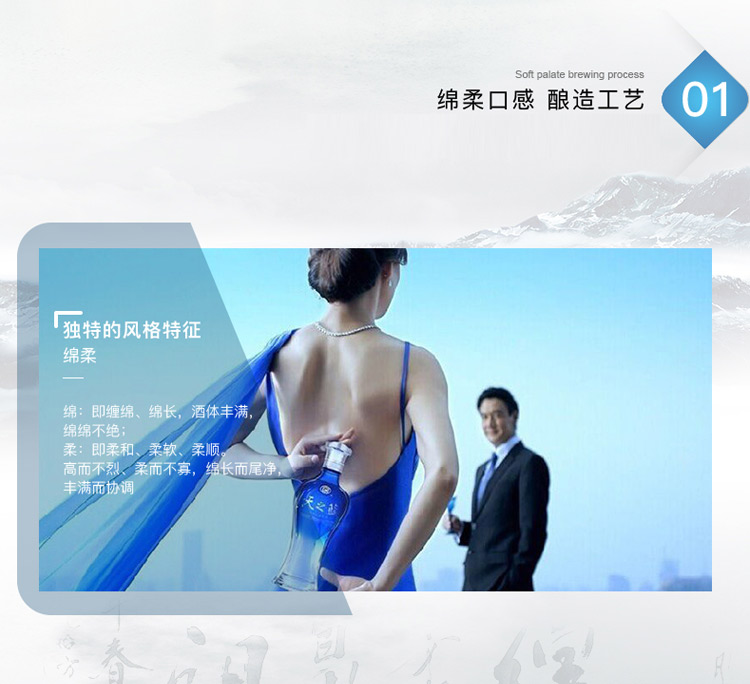 Soft palate brewing process
绵柔口感 酿造工艺
01
独特的风格特征
绵柔
绵：即缠绵、绵长，酒体丰满，
绵绵不绝；
柔：即柔和、柔软、柔顺。
高而不烈、柔而不寡，绵长而尾净，
丰满而协调
天之蓝